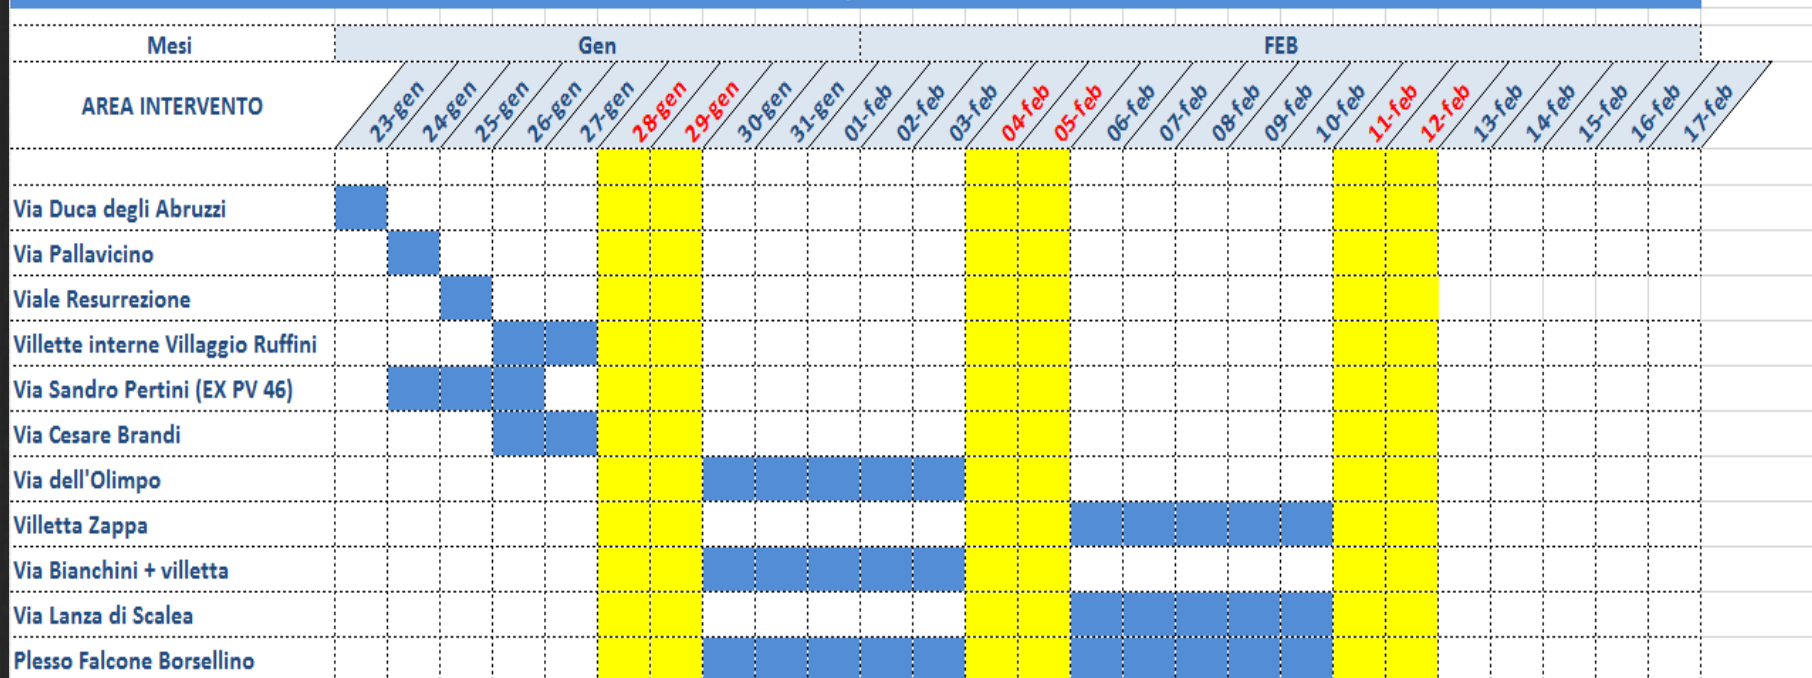 Mesi Gen FEB
AREA INTERVENTO 23-gen 24-gen 25-gen 26-gen 27-gen 28-gen 29-gen 30-gen 31-gen 01-feb 02-feb 03-feb 04-feb 05-feb 06-feb 07-feb 08-feb 09-feb 10-feb 11-feb 12-feb 13-feb 14-feb 15-feb 16-feb 17-feb
Via Duca degli Abruzzi
Via Pallavicino
Viale Resurrezione
Villette interne Villaggio Ruffini
Via Sandro Pertini (EX PV 46)
Via Cesare Brandi
Via dell'Olimpo
Villetta Zappa
Via Bianchini + villetta
Via Lanza di Scalea
Plesso Falcone Borsellino